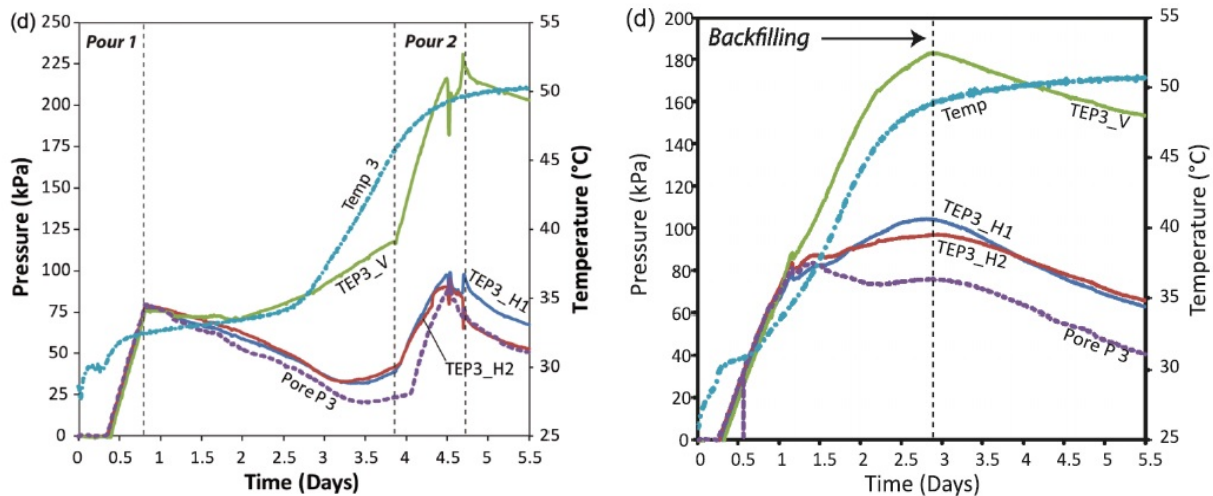 (d)
Pour 1
Pour 2
Pressure (kPa)
250
225
200
175
150
125
100
75
50
25
0
Temp 3
TEP3_V
TEP3_H1
TEP3_H2
Pore P 3
55
50
45
40
35
30
25
Temperature (°C)
0 0.5 1 1.5 2 2.5 3 3.5 4 4.5 5 5.5
Time (Days)
(d)
Backfilling
Pressure (kPa)
200
180
160
140
120
100
80
60
40
20
0
Temp
TEP3_V
TEP3_H1
TEP3_H2
Pore P 3
55
50
45
40
35
30
25
Temperature (°C)
0 0.5 1 1.5 2 2.5 3 3.5 4 4.5 5 5.5
Time (Days)